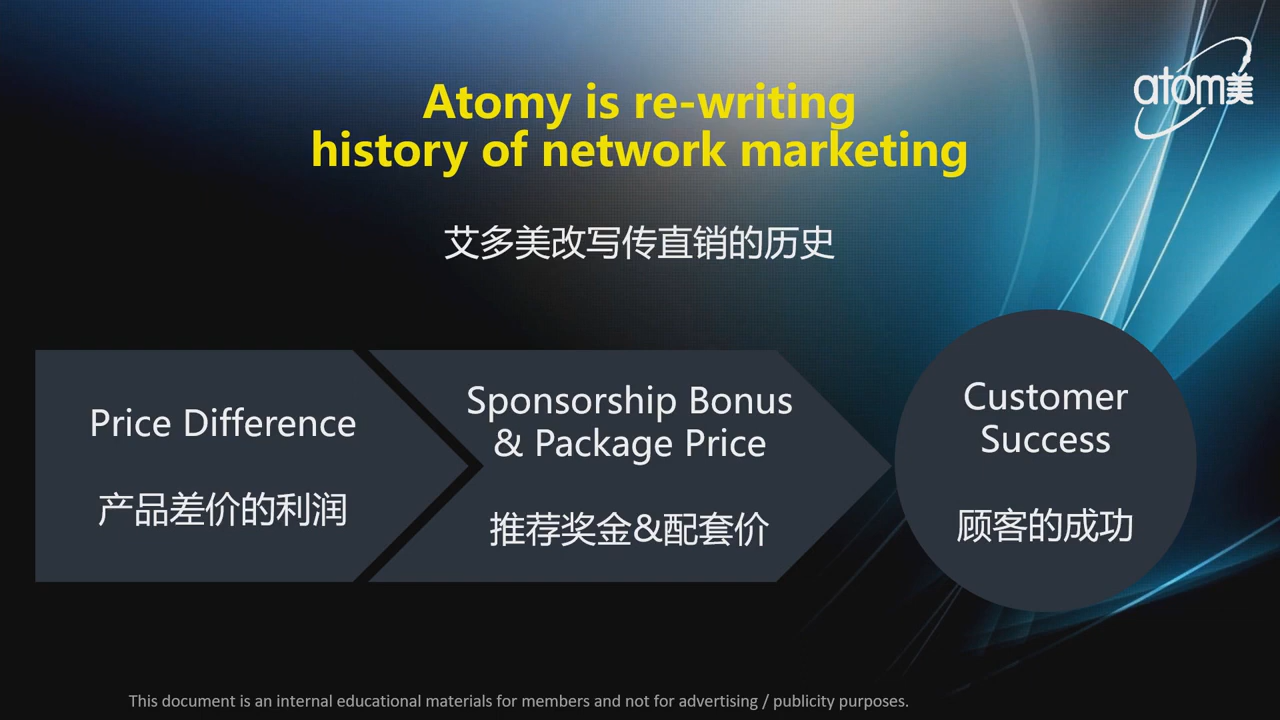 atom美
Atomy is re-writing
history of network marketing
艾多美改写传直销的历史
Price Difference
产品差价的利润
Sponsorship Bonus
& Package Price
推荐奖金&配套价
Customer
Success
顾客的成功
This document is an internal educational materials for members and not for advertising / publicity purposes.